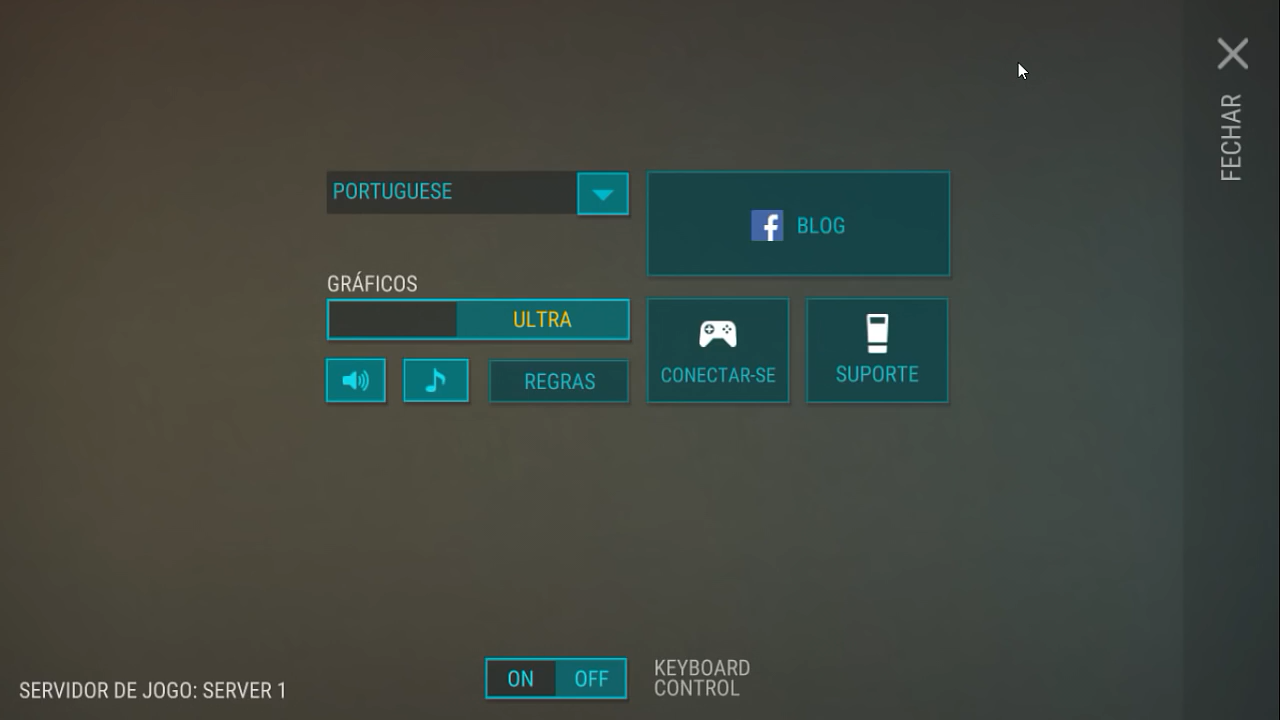 FECHAR
PORTUGUESE
BLOG
GRÁFICOS
ULTRA
REGRAS
CONECTAR-SE
SUPORTE
ON OFF
KEYBOARD
CONTROL
SERVIDOR DE JOGO: SERVER 1